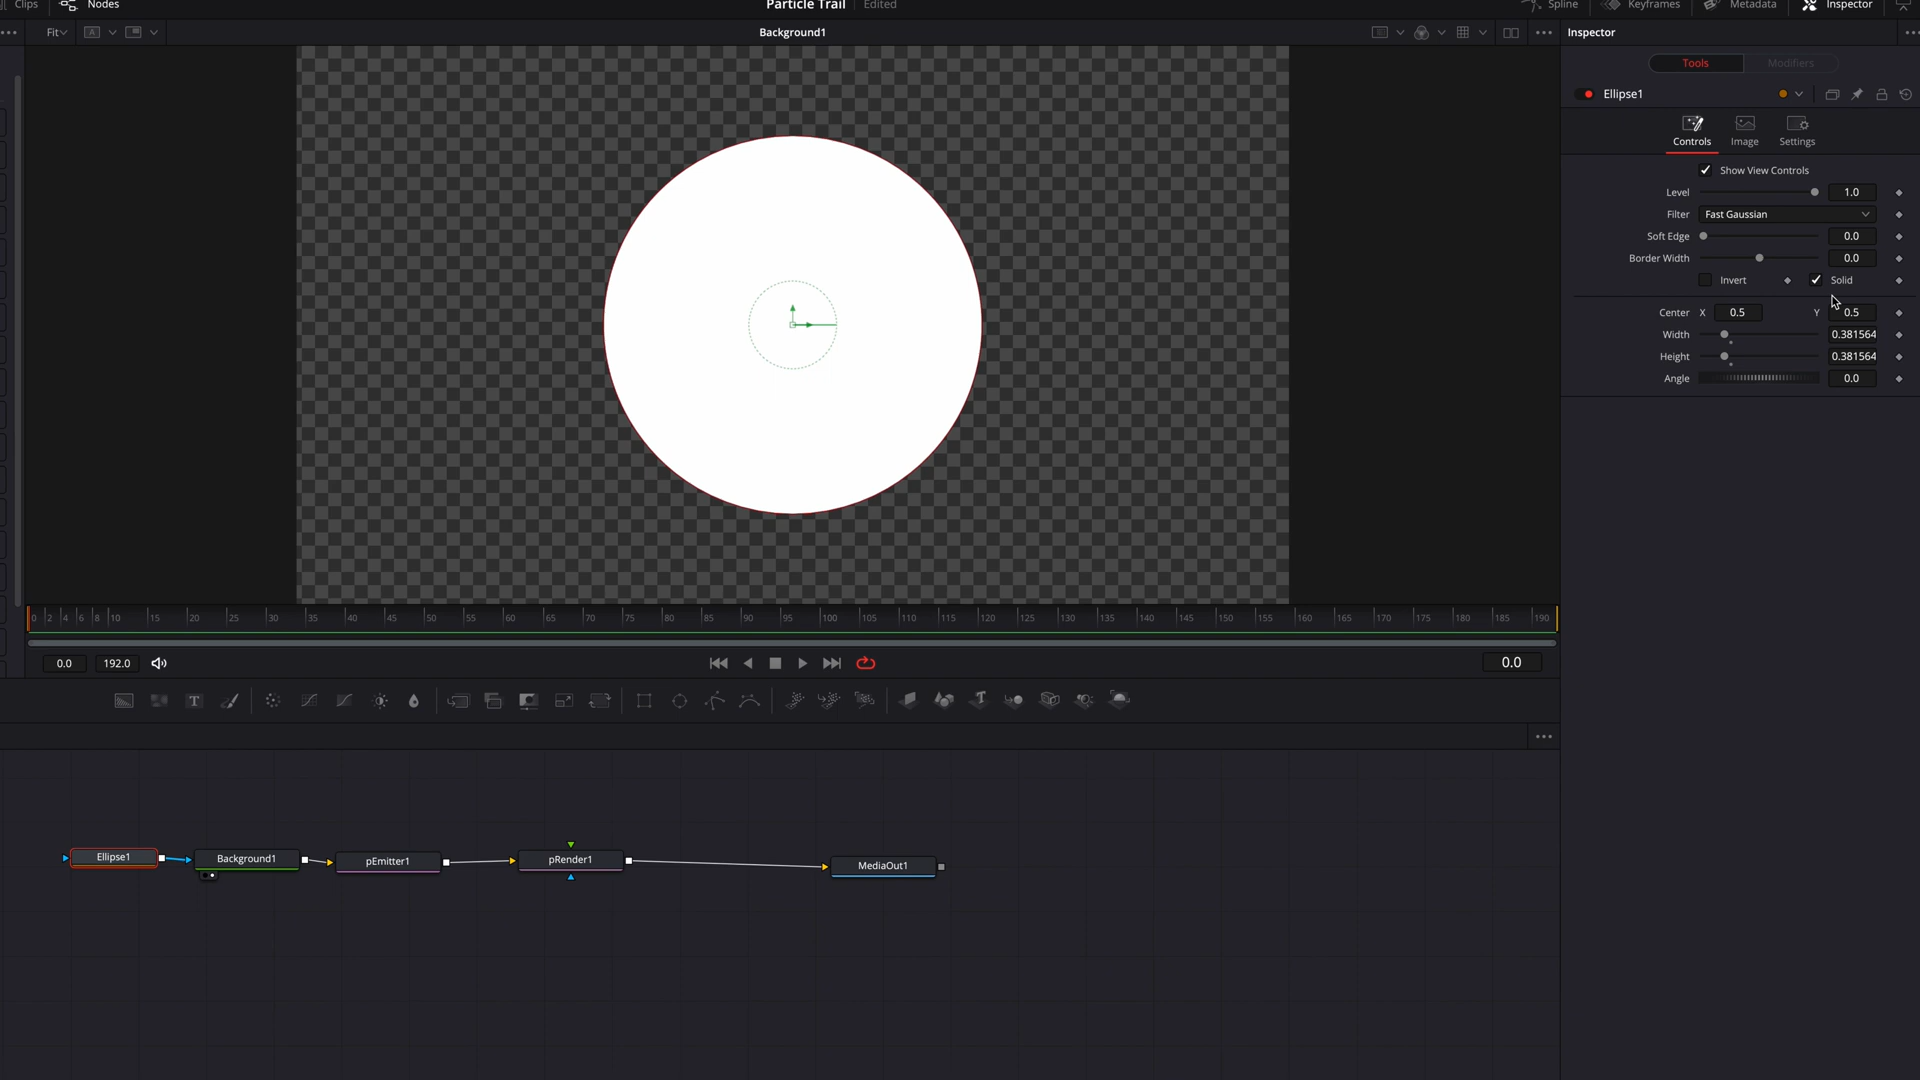 Clips Nodes Particle Trail Edited Spline Keyframes Metadata Inspector
Fit A Background1 Inspector
Tools Modifiers
Ellipse1
Controls Image Settings
Show View Controls
Level 1.0
Filter Fast Gaussian
Soft Edge 0.0
Border Width 0.0
Invert Solid
Center X 0.5 Y 0.5
Width 0.381564
Height 0.381564
Angle 0.0
0 2 4 6 8 10 15 20 25 30 35 40 45 50 55 60 65 70 75 80 85 90 95 100 105 110 115 120 125 130 135 140 145 150 155 160 165 170 175 180 185 190
0.0 192.0 0.0
T T
Ellipse1 Background1 pEmitter1 pRender1 MediaOut1